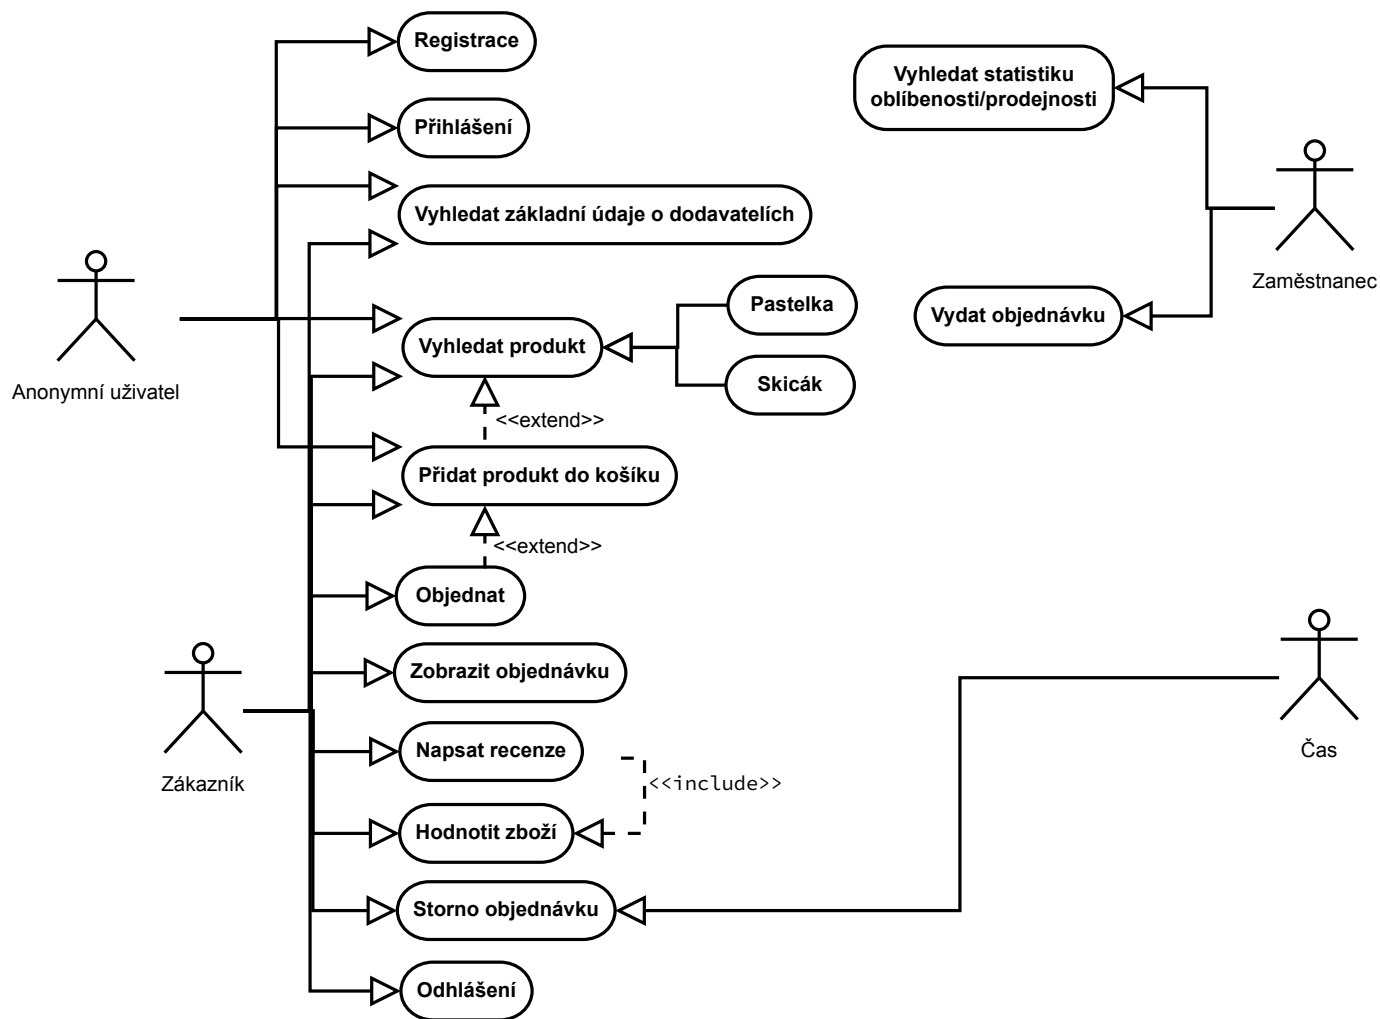 Registrace
Vyhledat statistiku
oblíbenosti/prodejnosti
Přihlášení
Vyhledat základní údaje o dodavatelích
Zaměstnanec
Pastelka
Vydat objednávku
Vyhledat produkt
Skicák
Anonymní uživatel
<<extend>>
Přidat produkt do košíku
<<extend>>
Objednat
Zobrazit objednávku
Napsat recenze
Čas
Zákazník
<<include>>
Hodnotit zboží
Storno objednávku
Odhlášení